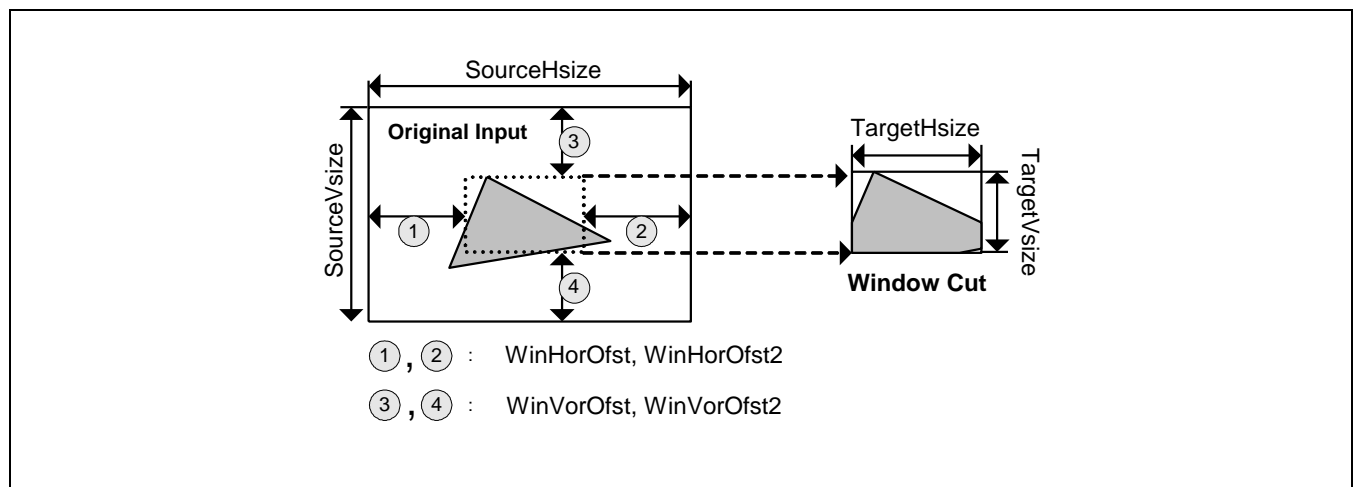 SourceHsize
SourceVsize
Original Input
3
1
2
4
TargetHsize
TargetVsize
Window Cut
1 , 2 : WinHorOfst, WinHorOfst2
3 , 4 : WinVorOfst, WinVorOfst2